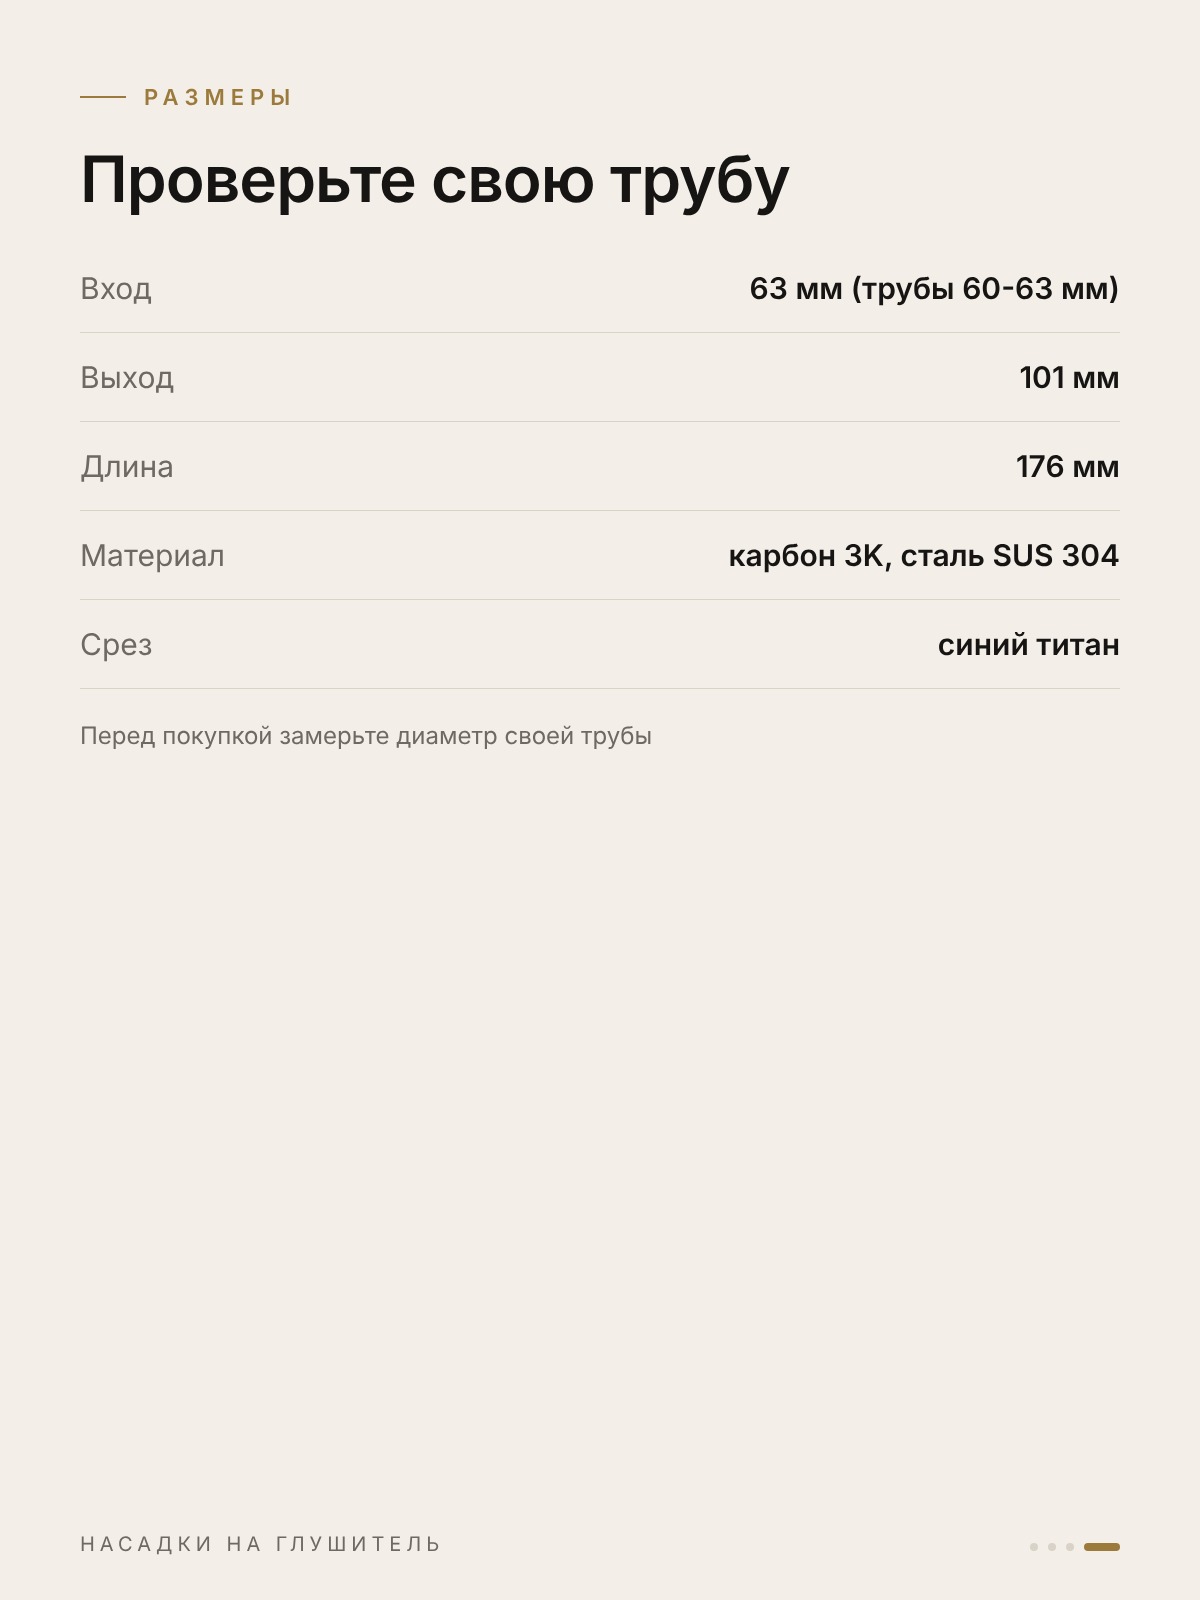 РАЗМЕРЫ
Проверьте свою трубу
Вход 63 мм (трубы 60-63 мм)
Выход 101 мм
Длина 176 мм
Материал карбон 3K, сталь SUS 304
Срез синий титан
Перед покупкой замерьте диаметр своей трубы
НАСАДКИ НА ГЛУШИТЕЛЬ